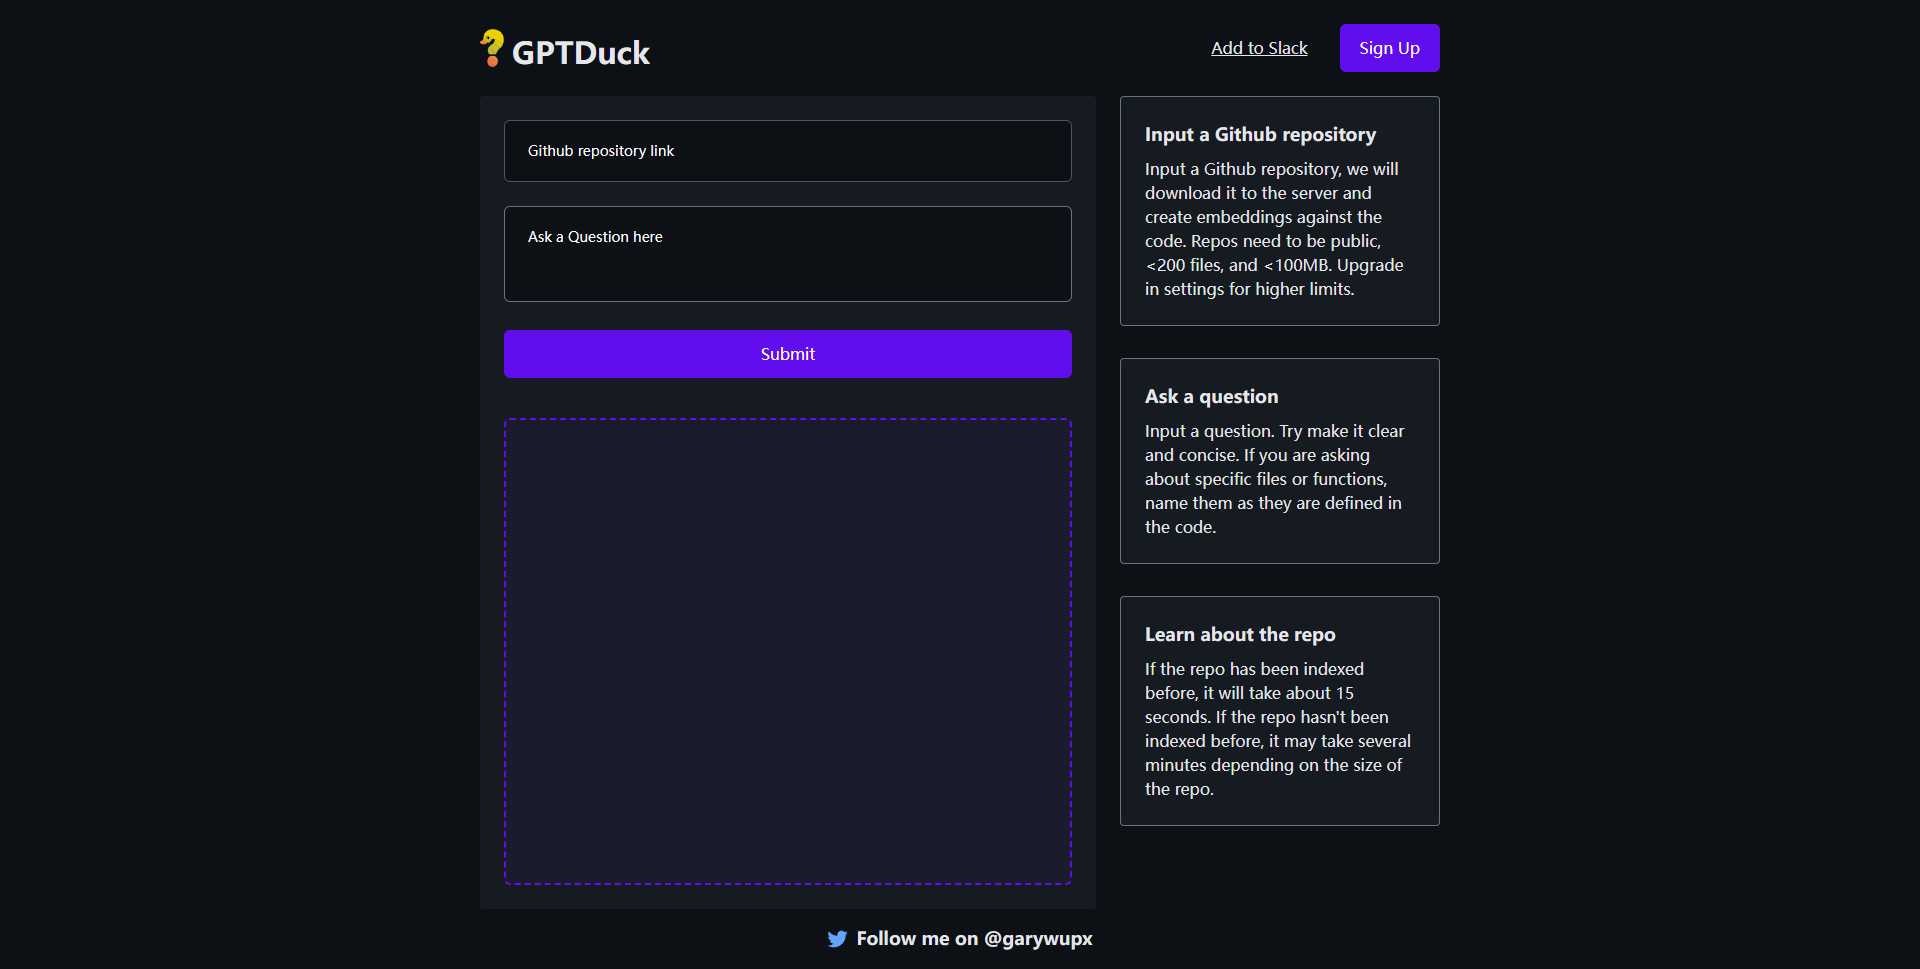 GPTDuck
Add to Slack
Sign Up
Github repository link
Ask a Question here
Submit
Input a Github repository
Input a Github repository, we will
download it to the server and
create embeddings against the
code. Repos need to be public,
<200 files, and <100MB. Upgrade
in settings for higher limits.
Ask a question
Input a question. Try make it clear
and concise. If you are asking
about specific files or functions,
name them as they are defined in
the code.
Learn about the repo
If the repo has been indexed
before, it will take about 15
seconds. If the repo hasn't been
indexed before, it may take several
minutes depending on the size of
the repo.
Follow me on @garywupx